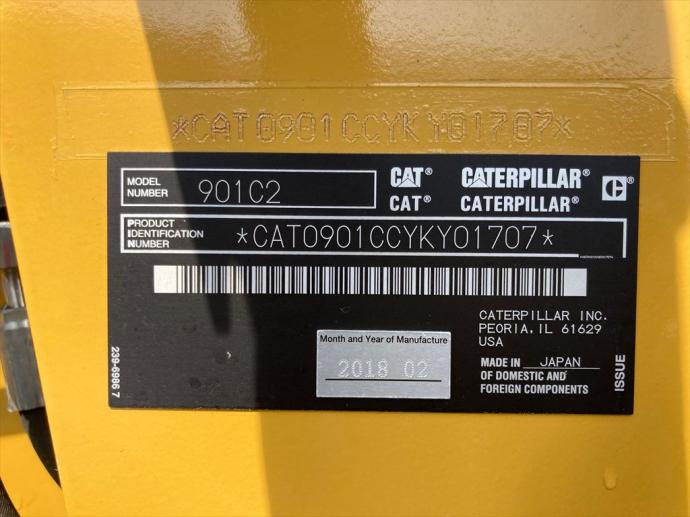 *CAT0901CCYKY01707*
MODEL NUMBER 901C2
CAT® CATERPILLAR®
CAT® CATERPILLAR®
PRODUCT IDENTIFICATION NUMBER *CAT0901CCYKY01707*
CATERPILLAR INC.
PEORIA, IL 61629
USA
Month and Year of Manufacture
2018 02
MADE IN JAPAN
OF DOMESTIC AND
FOREIGN COMPONENTS
239-6986 7
ISSUE